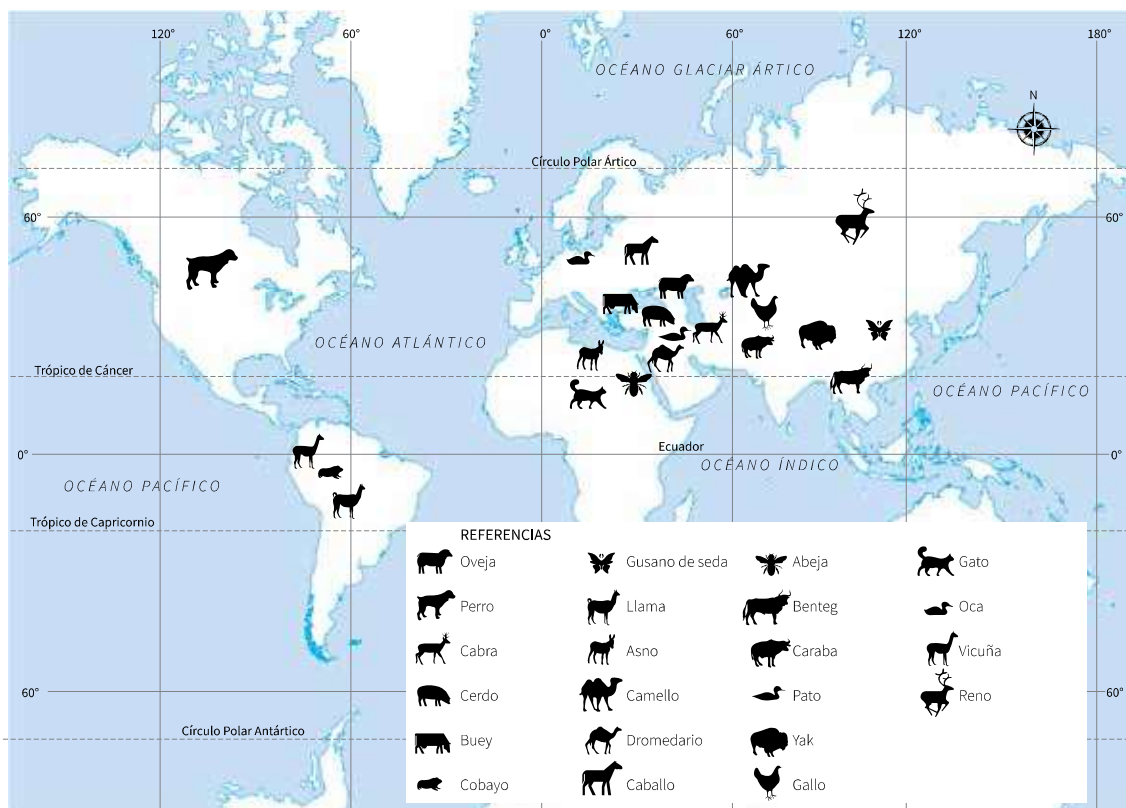 120°
60°
0°
60°
120°
180°
OCÉANO GLACIAR ÁRTICO
N
Círculo Polar Ártico
60°
60°
OCÉANO ATLÁNTICO
Trópico de Cáncer
OCÉANO PACÍFICO
Ecuador
0°
0°
OCÉANO ÍNDICO
OCÉANO PACÍFICO
Trópico de Capricornio
REFERENCIAS
Oveja
Gusano de seda
Abeja
Gato
Perro
Llama
Benteg
Oca
Cabra
Asno
Caraba
Vicuña
Cerdo
Camello
Pato
Reno
60°
60°
Círculo Polar Antártico
Buey
Dromedario
Yak
Cobayo
Caballo
Gallo